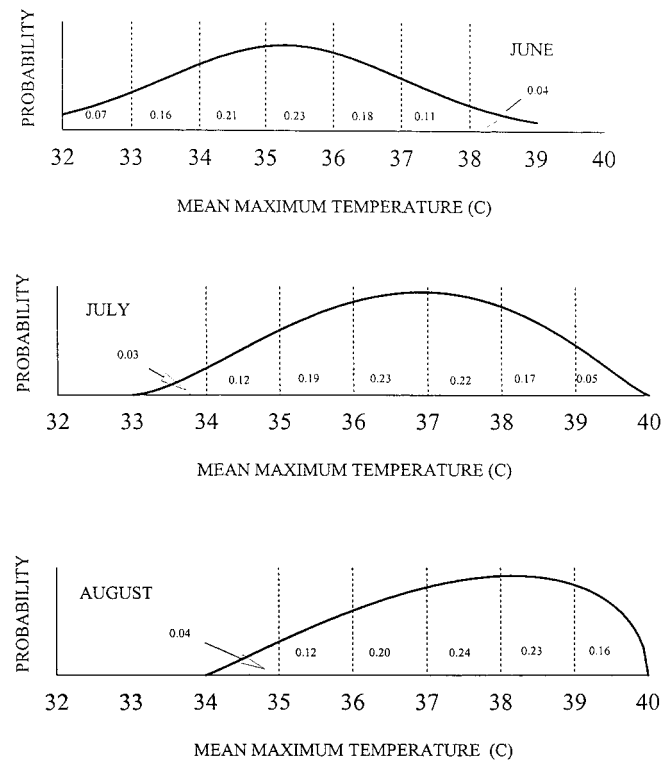 JUNE
PROBABILITY
0.07 0.16 0.21 0.23 0.18 0.11 0.04
32 33 34 35 36 37 38 39 40
MEAN MAXIMUM TEMPERATURE (C)
JULY
PROBABILITY
0.03 0.12 0.19 0.23 0.22 0.17 0.05
32 33 34 35 36 37 38 39 40
MEAN MAXIMUM TEMPERATURE (C)
AUGUST
PROBABILITY
0.04 0.12 0.20 0.24 0.23 0.16
32 33 34 35 36 37 38 39 40
MEAN MAXIMUM TEMPERATURE (C)